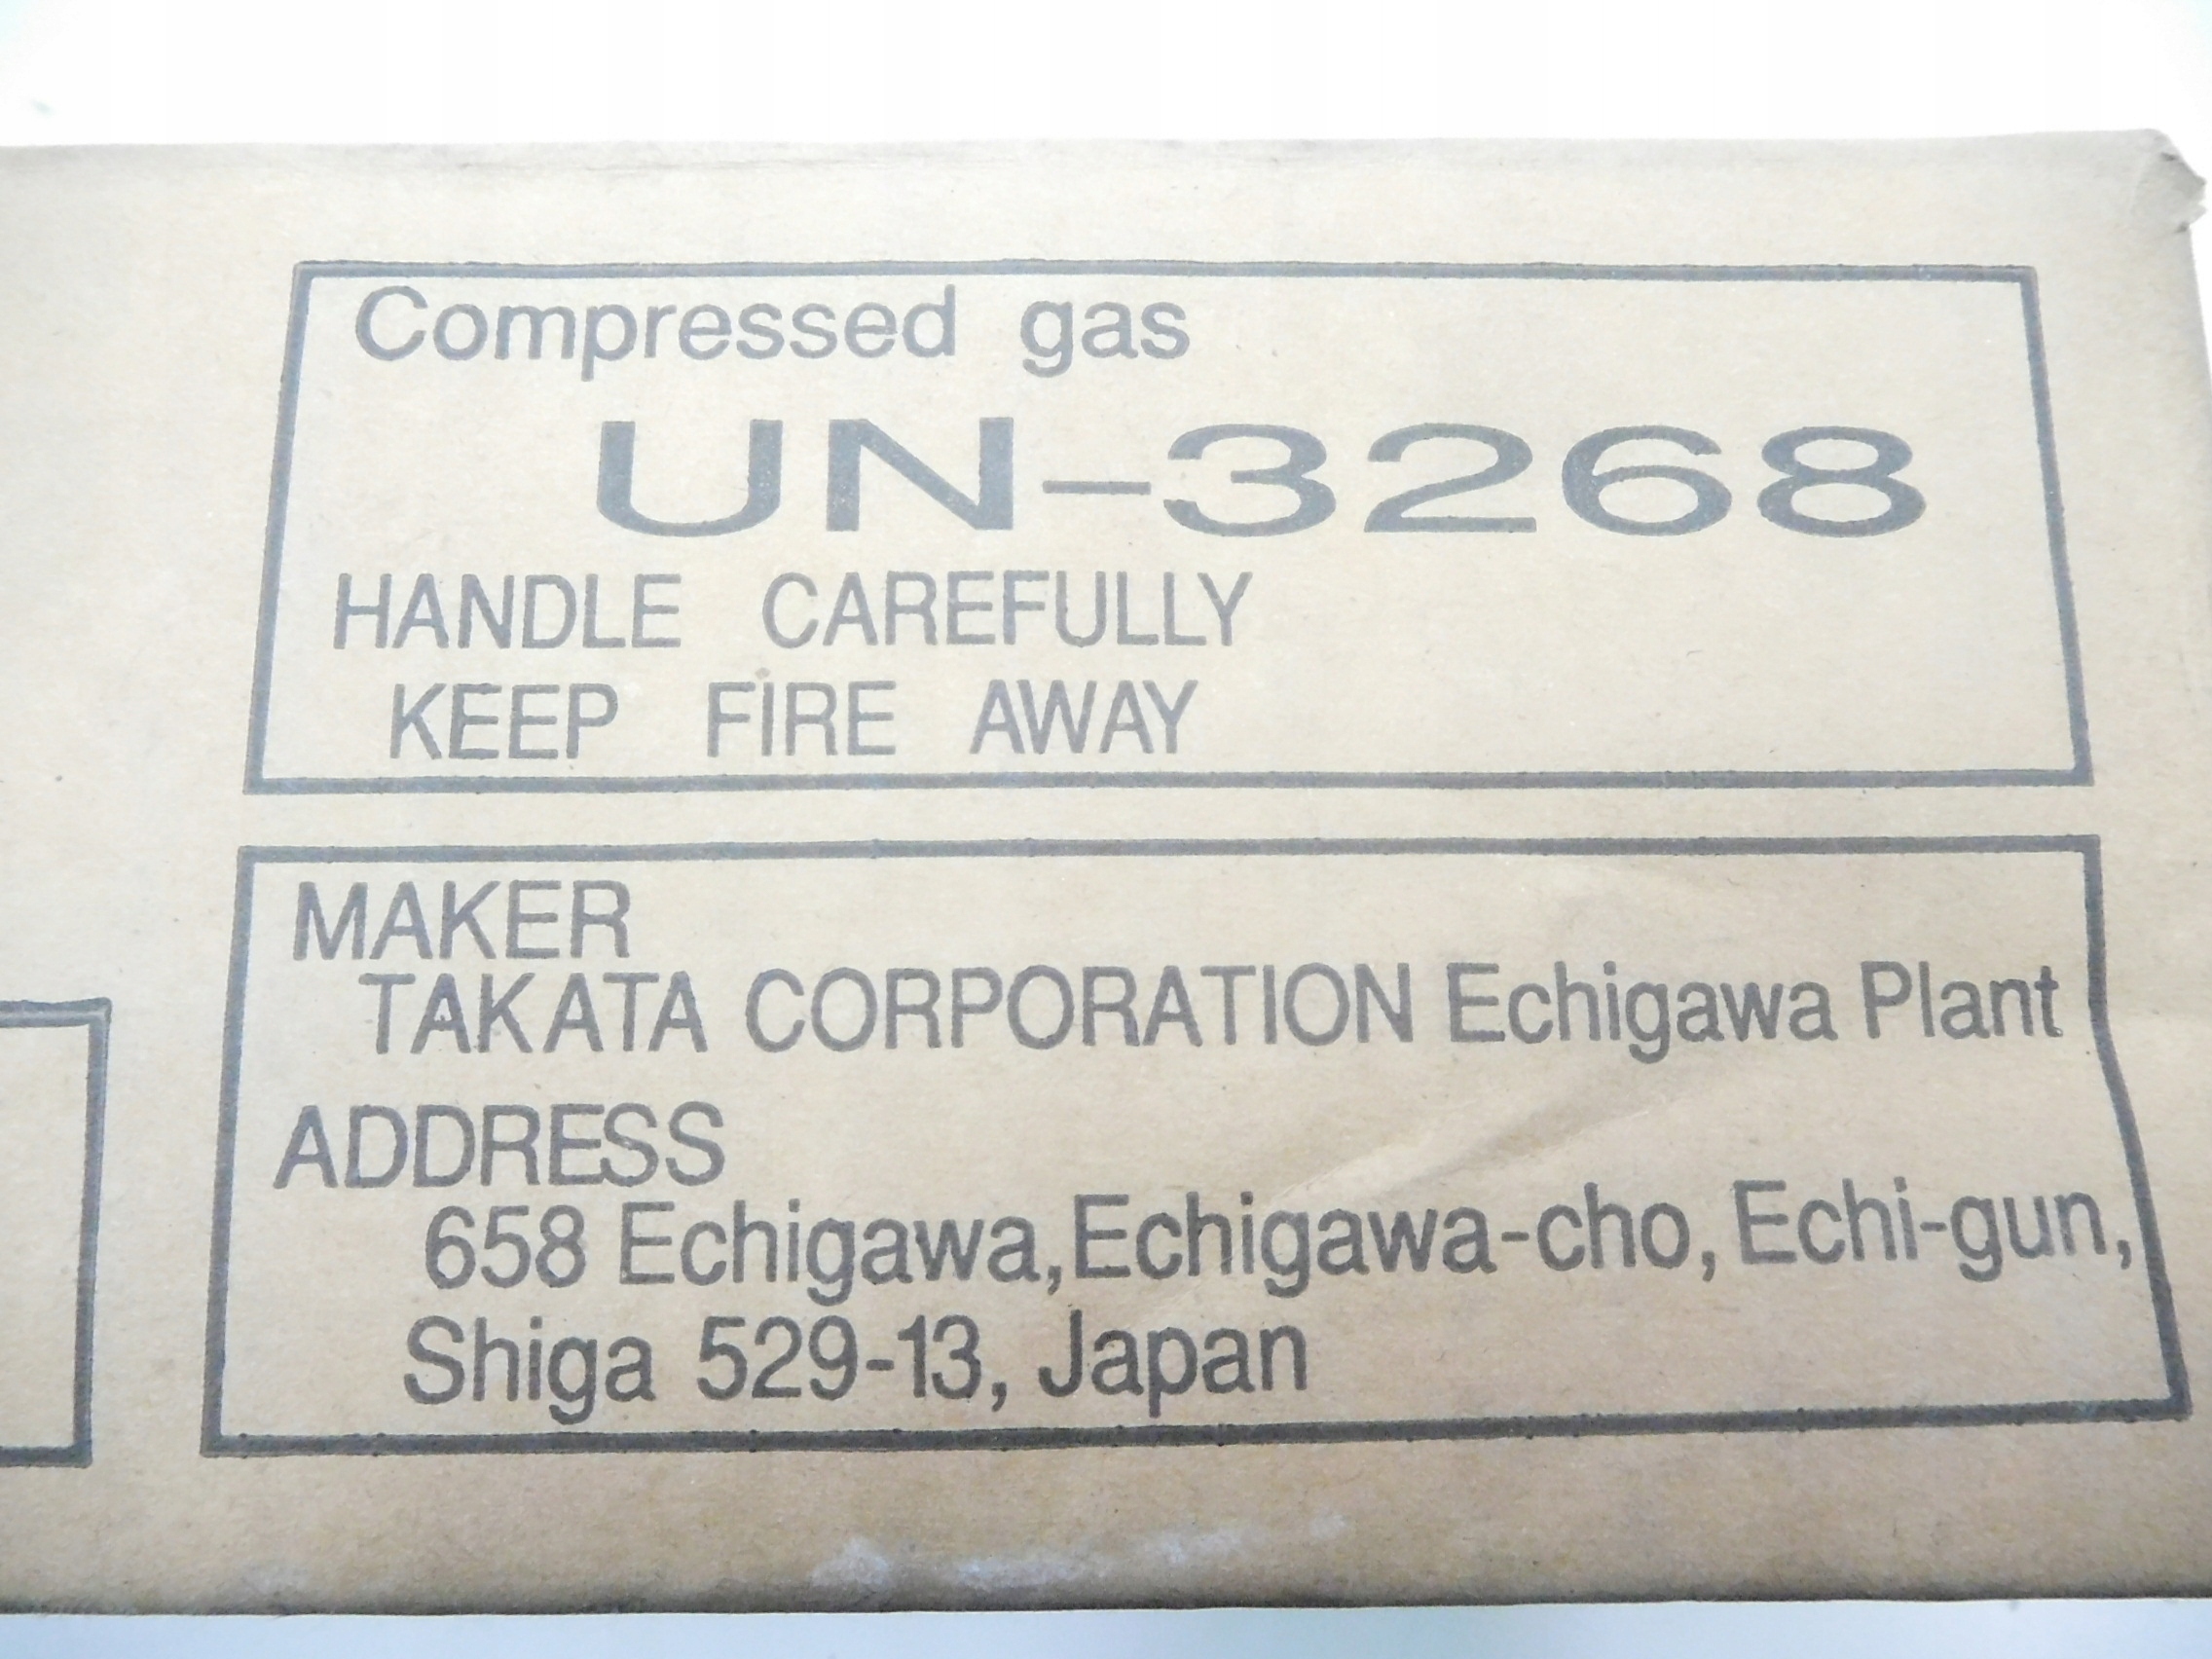 Compressed gas
UN-3268
HANDLE CAREFULLY
KEEP FIRE AWAY
MAKER
TAKATA CORPORATION Echigawa Plant
ADDRESS
658 Echigawa,Echigawa-cho, Echi-gun,
Shiga 529-13, Japan